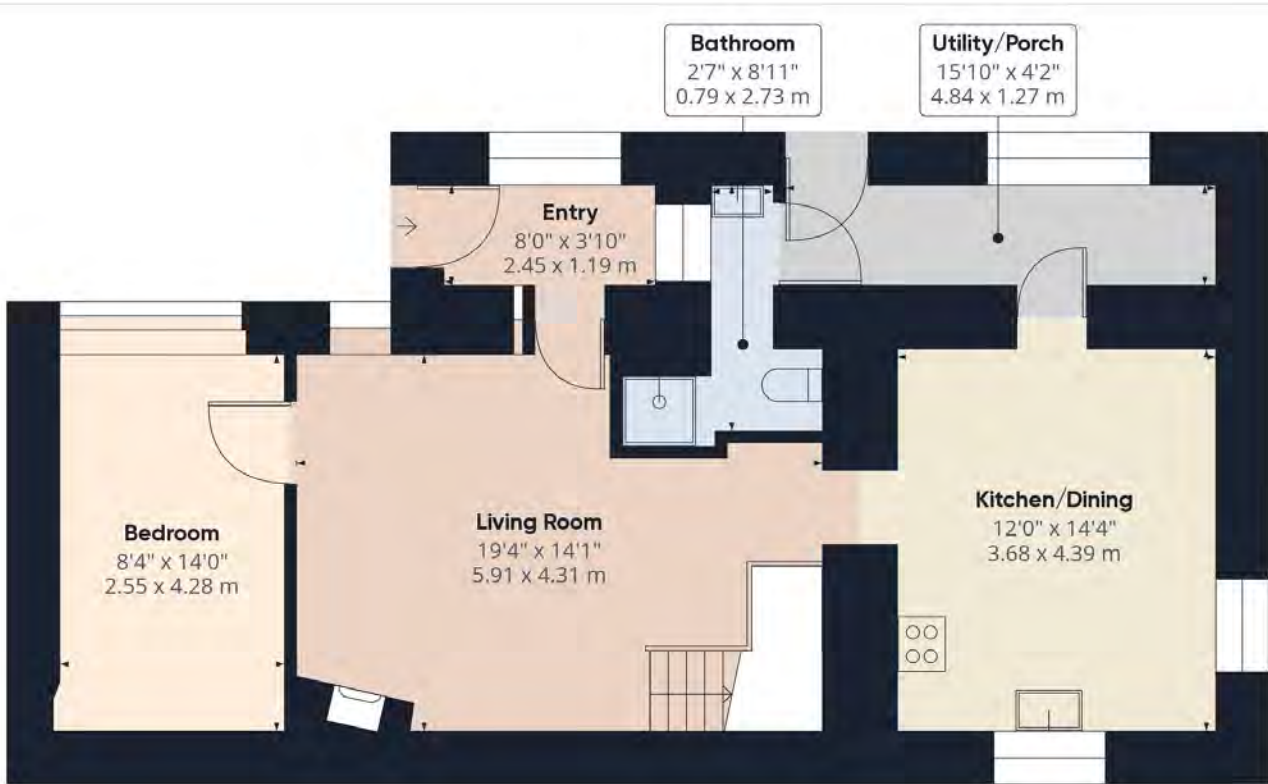 Bathroom
2'7" x 8'11"
0.79 x 2.73 m
Utility/Porch
15'10" x 4'2"
4.84 x 1.27 m
Entry
8'0" x 3'10"
2.45 x 1.19 m
Bedroom
8'4" x 14'0"
2.55 x 4.28 m
Living Room
19'4" x 14'1"
5.91 x 4.31 m
Kitchen/Dining
12'0" x 14'4"
3.68 x 4.39 m